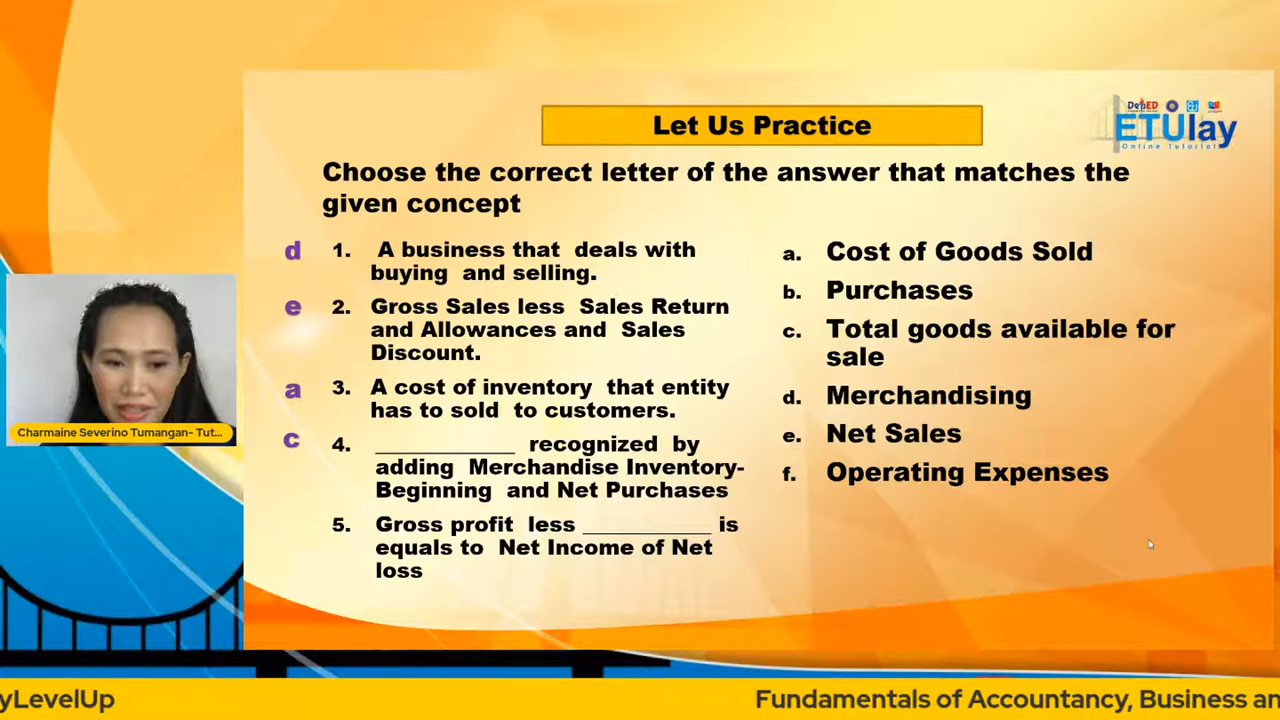 Let Us Practice
DepED
ETUlay
Online Tutorial
Choose the correct letter of the answer that matches the
given concept
d 1. A business that deals with
buying and selling.
e 2. Gross Sales less Sales Return
and Allowances and Sales
Discount.
a 3. A cost of inventory that entity
has to sold to customers.
c 4. ____________ recognized by
adding Merchandise Inventory-
Beginning and Net Purchases
5. Gross profit less ___________ is
equals to Net Income of Net
loss
a. Cost of Goods Sold
b. Purchases
c. Total goods available for
sale
d. Merchandising
e. Net Sales
f. Operating Expenses
Charmaine Severino Tumangan- Tut...
yLevelUp
Fundamentals of Accountancy, Business an